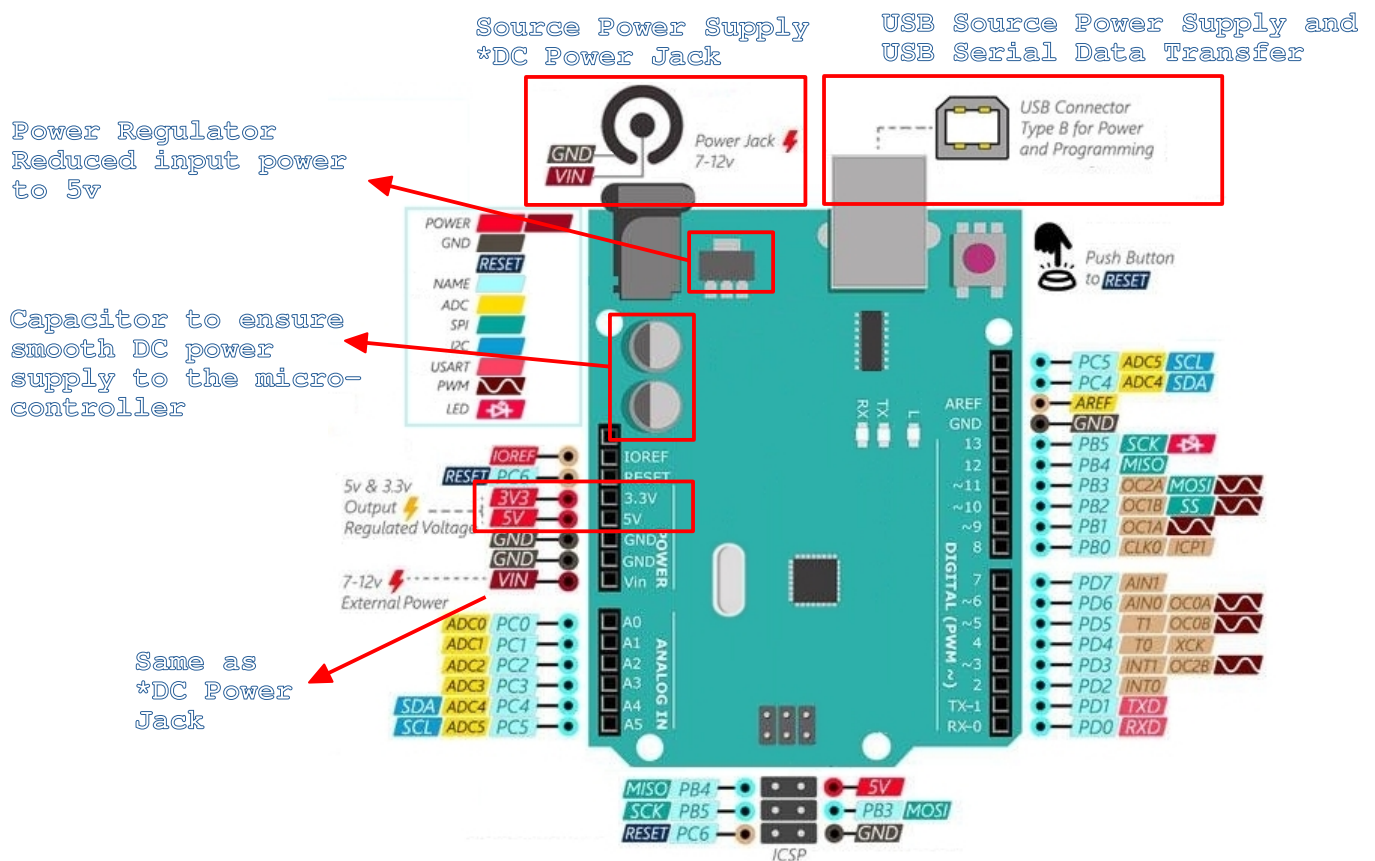 Source Power Supply
*DC Power Jack
USB Source Power Supply and
USB Serial Data Transfer
Power Regulator
Reduced input power
to 5v
GND
VIN
Power Jack
7-12v
USB Connector
Type B for Power
and Programming
POWER
GND
RESET
NAME
ADC
SPI
I2C
USART
PWM
LED
Push Button
to RESET
Capacitor to ensure
smooth DC power
supply to the micro-
controller
RX
TX
L
IOREF
RESET PC6
5v & 3.3v
Output
Regulated Voltage
3V3
5V
GND
GND
VIN
7-12v
External Power
IOREF
RESET
3.3V
5V
GND
GND
Vin
POWER
ADC0 PC0
ADC1 PC1
ADC2 PC2
ADC3 PC3
SDA ADC4 PC4
SCL ADC5 PC5
A0
A1
A2
A3
A4
A5
ANALOG IN
Same as
*DC Power
Jack
AREF
GND
13
12
~11
~10
~9
8
7
~6
~5
4
~3
2
TX-1
RX-0
DIGITAL (PWM ~)
PC5 ADC5 SCL
PC4 ADC4 SDA
AREF
GND
PB5 SCK
PB4 MISO
PB3 OC2A MOSI
PB2 OC1B SS
PB1 OC1A
PB0 CLK0 ICP1
PD7 AIN1
PD6 AIN0 OC0A
PD5 T1 OC0B
PD4 T0 XCK
PD3 INT1 OC2B
PD2 INT0
PD1 TXD
PD0 RXD
MISO PB4
SCK PB5
RESET PC6
5V
PB3 MOSI
GND
ICSP